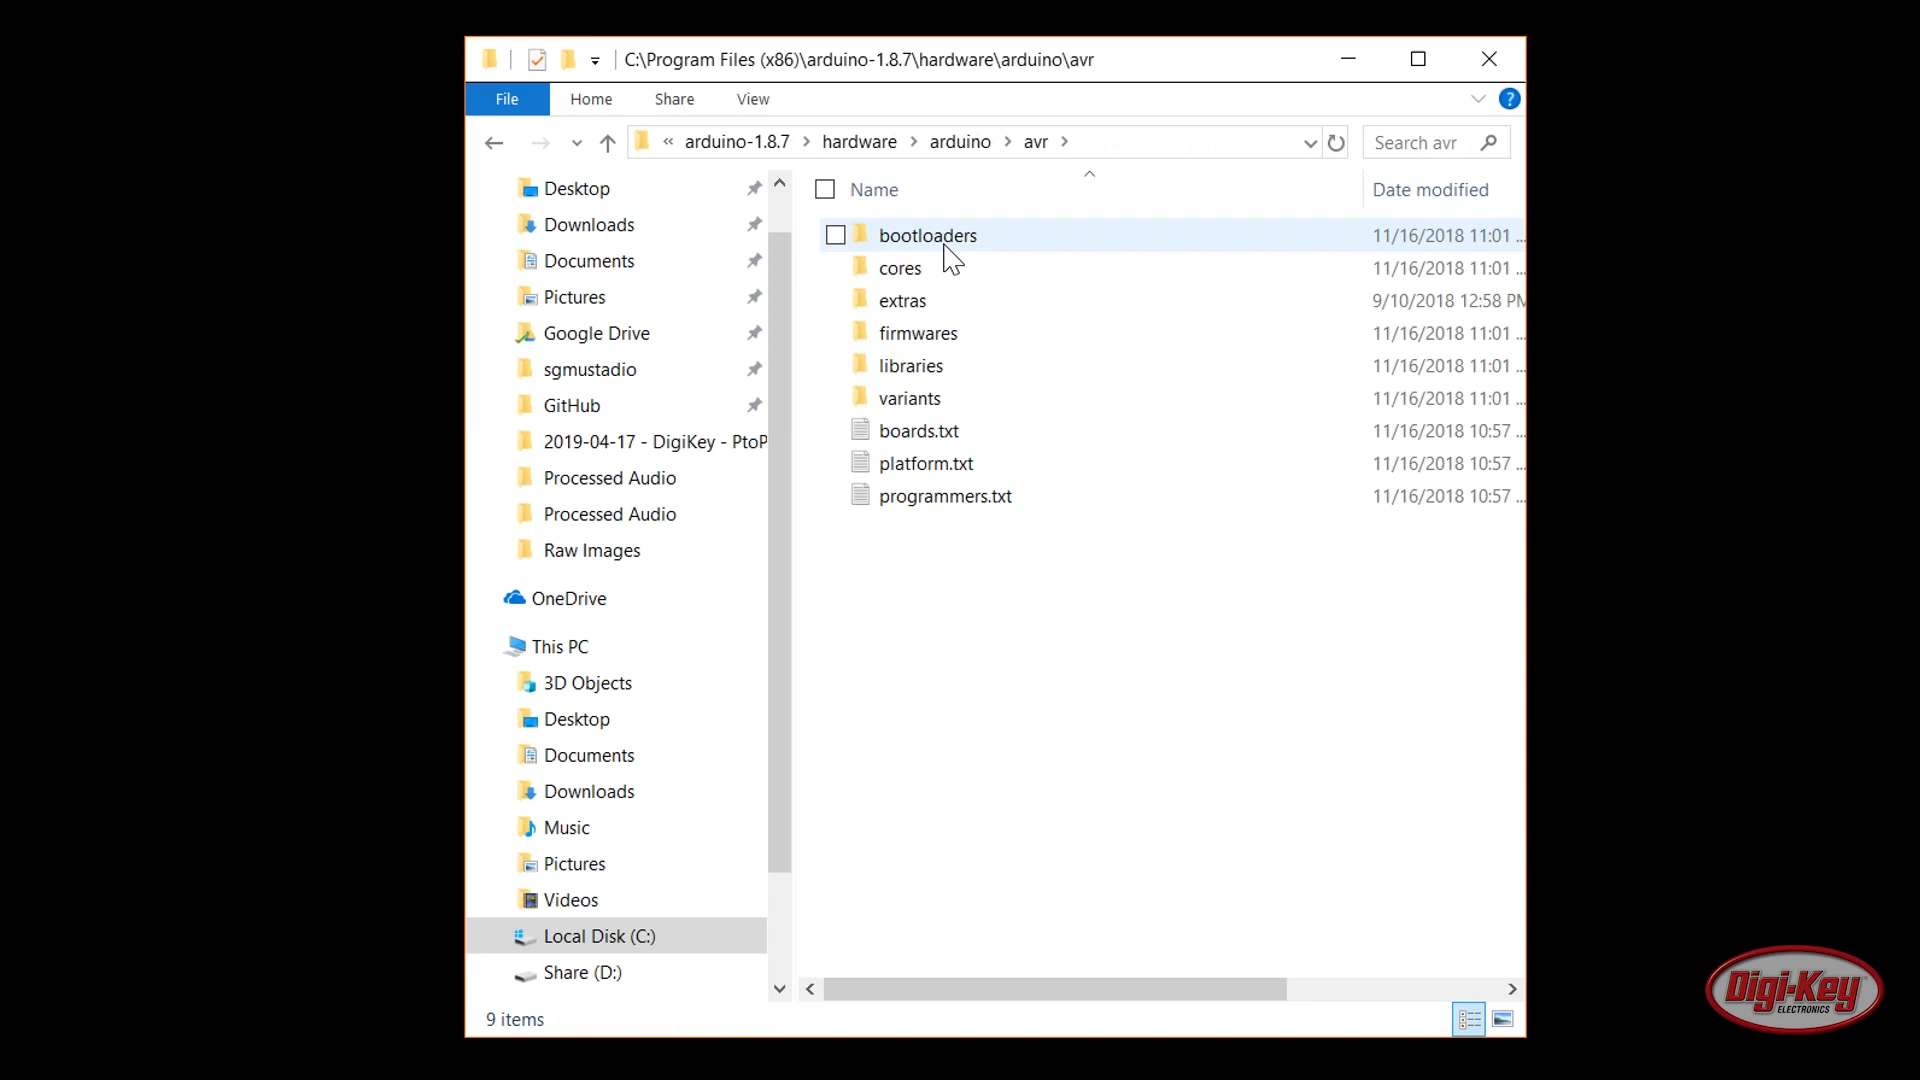 C:\Program Files (x86)\arduino-1.8.7\hardware\arduino\avr
File Home Share View
« arduino-1.8.7 > hardware > arduino > avr >
Search avr
Desktop
Downloads
Documents
Pictures
Google Drive
sgmustadio
GitHub
2019-04-17 - DigiKey - PtoP
Processed Audio
Processed Audio
Raw Images
OneDrive
This PC
3D Objects
Desktop
Documents
Downloads
Music
Pictures
Videos
Local Disk (C:)
Share (D:)
Name Date modified
bootloaders 11/16/2018 11:01 ...
cores 11/16/2018 11:01 ...
extras 9/10/2018 12:58 PM
firmwares 11/16/2018 11:01 ...
libraries 11/16/2018 11:01 ...
variants 11/16/2018 11:01 ...
boards.txt 11/16/2018 10:57 ...
platform.txt 11/16/2018 10:57 ...
programmers.txt 11/16/2018 10:57 ...
9 items
Digi-Key
ELECTRONICS